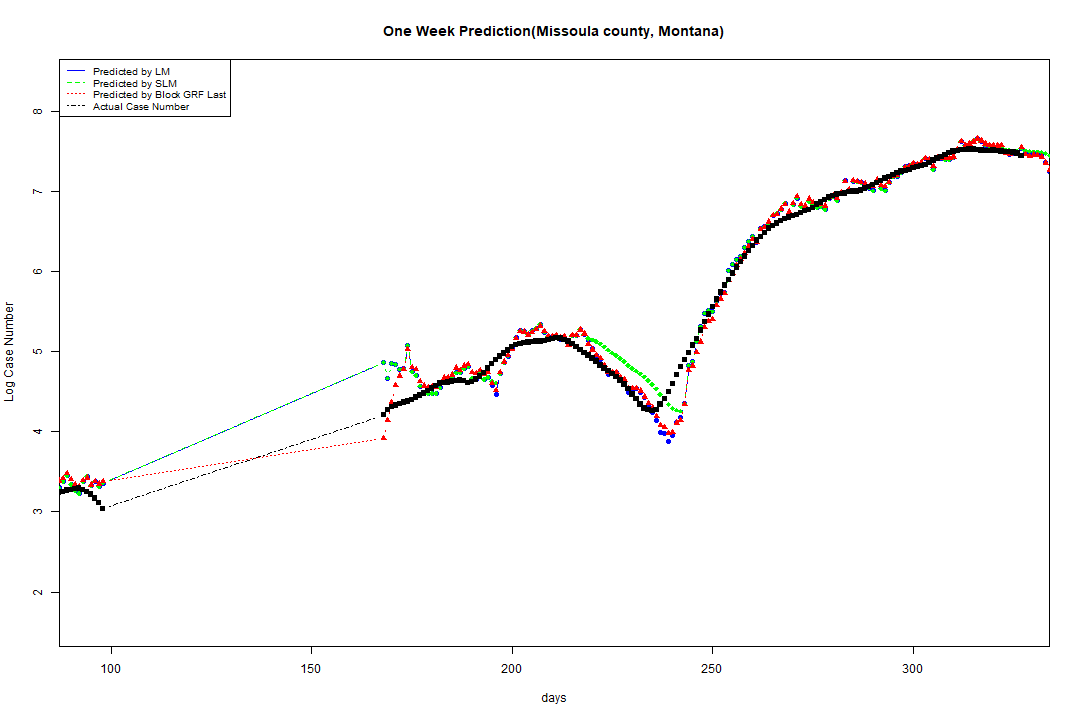 One Week Prediction(Missoula county, Montana)
Predicted by LM
Predicted by SLM
Predicted by Block GRF Last
Actual Case Number
8
7
6
5
4
3
2
Log Case Number
100 150 200 250 300
days